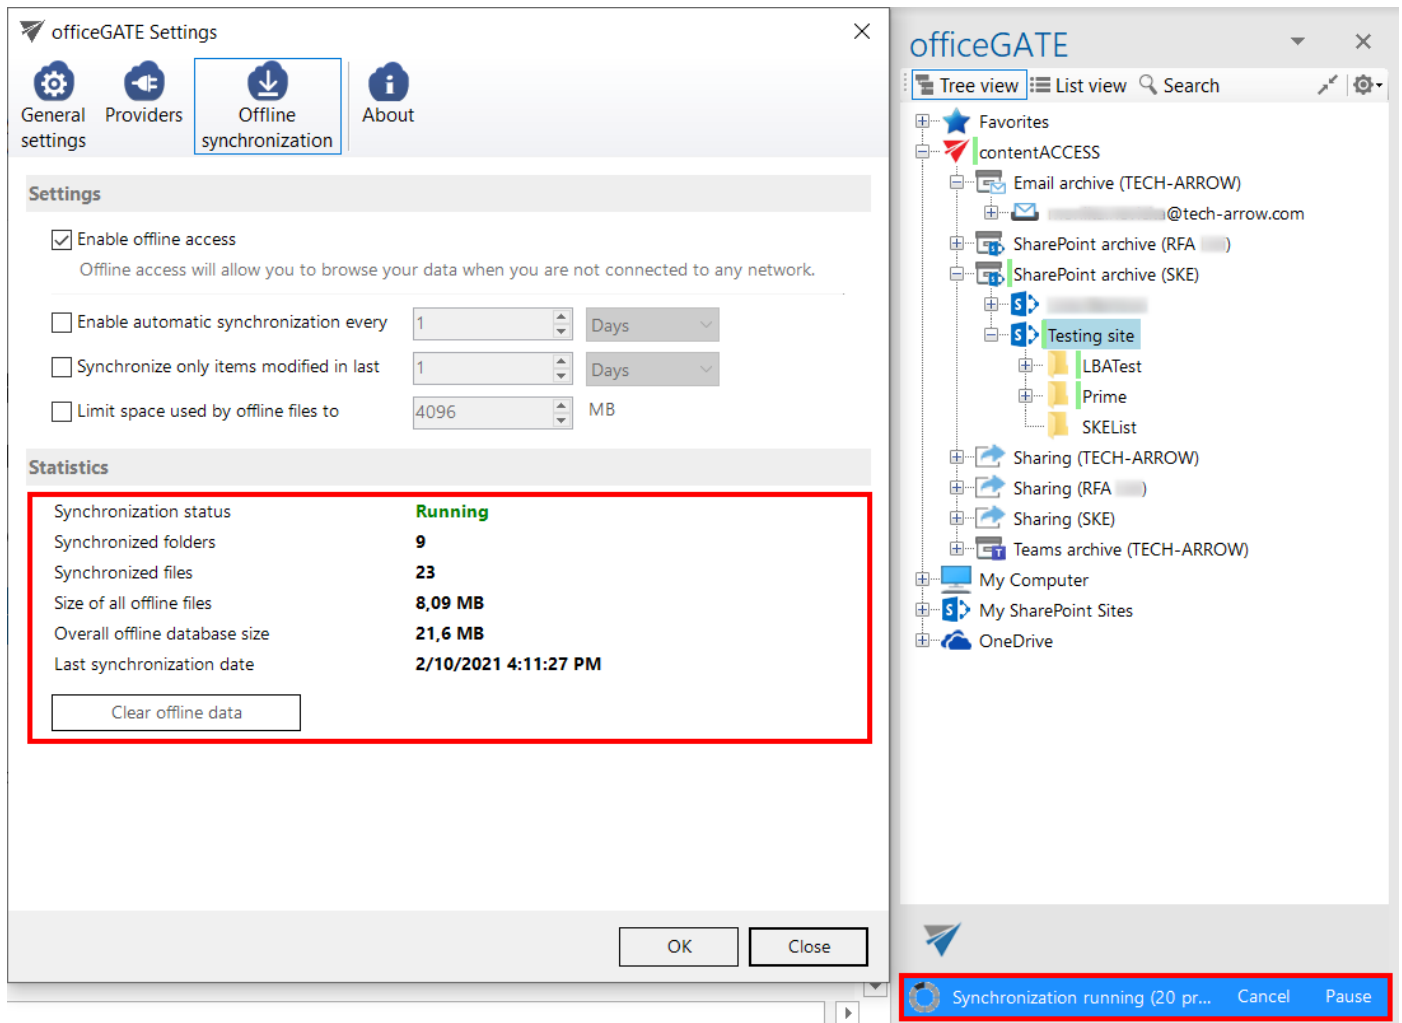 officeGATE Settings
General settings
Providers
Offline synchronization
About
Settings
Enable offline access
Offline access will allow you to browse your data when you are not connected to any network.
Enable automatic synchronization every 1 Days
Synchronize only items modified in last 1 Days
Limit space used by offline files to 4096 MB
Statistics
Synchronization status Running
Synchronized folders 9
Synchronized files 23
Size of all offline files 8,09 MB
Overall offline database size 21,6 MB
Last synchronization date 2/10/2021 4:11:27 PM
Clear offline data
OK Close
officeGATE
Tree view List view Search
Favorites
contentACCESS
Email archive (TECH-ARROW)
@tech-arrow.com
SharePoint archive (RFA )
SharePoint archive (SKE)
Testing site
LBATest
Prime
SKEList
Sharing (TECH-ARROW)
Sharing (RFA )
Sharing (SKE)
Teams archive (TECH-ARROW)
My Computer
My SharePoint Sites
OneDrive
Synchronization running (20 pr... Cancel Pause